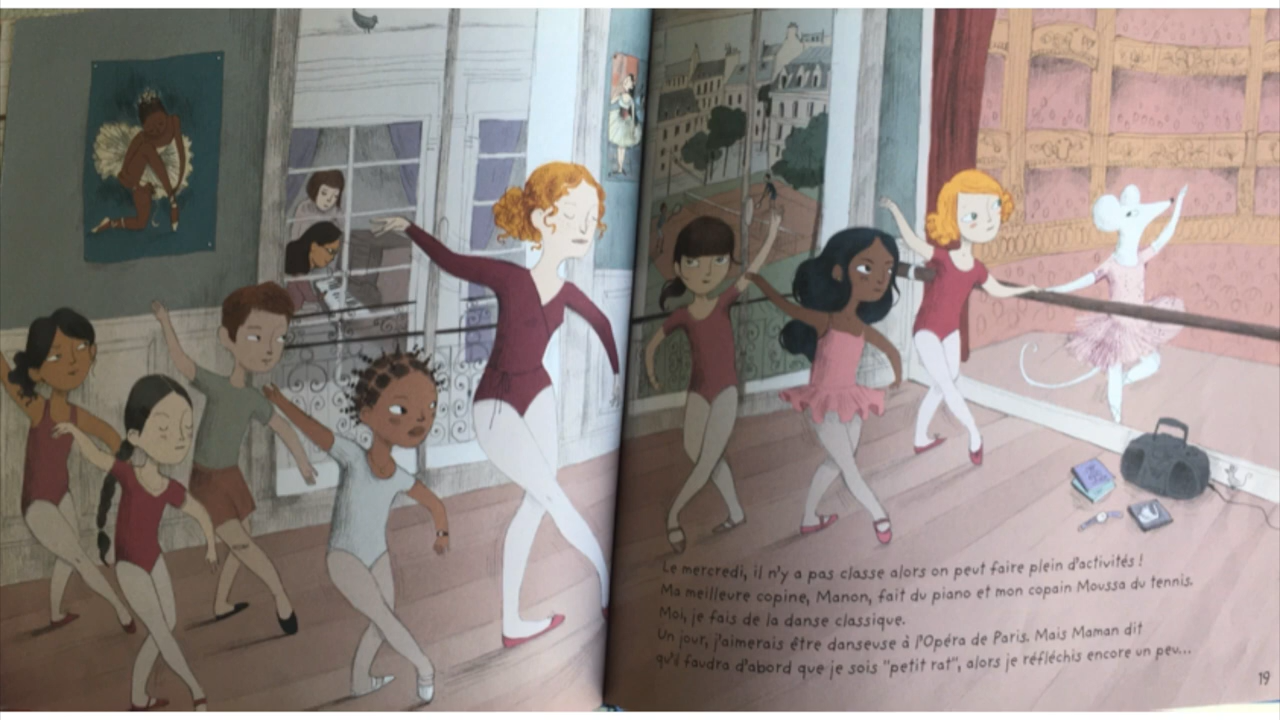 Le mercredi, il n'y a pas classe alors on peut faire plein d'activités !
Ma meilleure copine, Manon, fait du piano et mon copain Moussa du tennis.
Moi, je fais de la danse classique.
Un jour, j'aimerais être danseuse à l'Opéra de Paris. Mais Maman dit
qu'il faudra d'abord que je sois "petit rat", alors je réfléchis encore un peu...
19